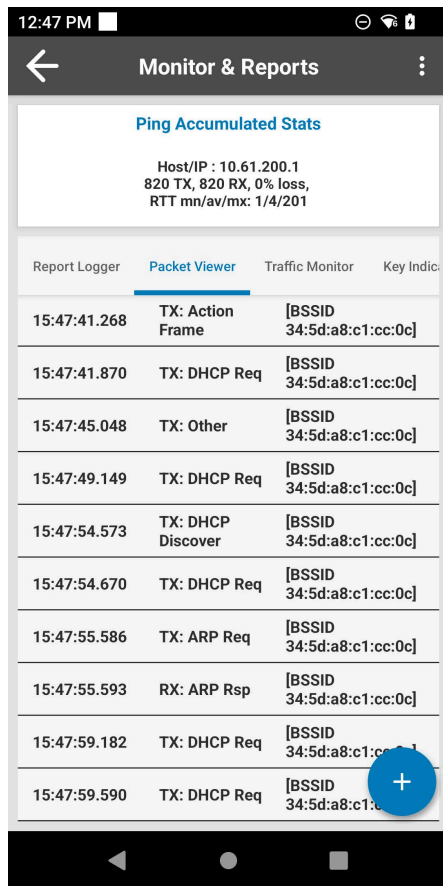 12:47 PM
Monitor & Reports
Ping Accumulated Stats
Host/IP : 10.61.200.1
820 TX, 820 RX, 0% loss,
RTT mn/av/mx: 1/4/201
Report Logger Packet Viewer Traffic Monitor Key Indic
15:47:41.268 TX: Action Frame [BSSID 34:5d:a8:c1:cc:0c]
15:47:41.870 TX: DHCP Req [BSSID 34:5d:a8:c1:cc:0c]
15:47:45.048 TX: Other [BSSID 34:5d:a8:c1:cc:0c]
15:47:49.149 TX: DHCP Req [BSSID 34:5d:a8:c1:cc:0c]
15:47:54.573 TX: DHCP Discover [BSSID 34:5d:a8:c1:cc:0c]
15:47:54.670 TX: DHCP Req [BSSID 34:5d:a8:c1:cc:0c]
15:47:55.586 TX: ARP Req [BSSID 34:5d:a8:c1:cc:0c]
15:47:55.593 RX: ARP Rsp [BSSID 34:5d:a8:c1:cc:0c]
15:47:59.182 TX: DHCP Req [BSSID
15:47:59.590 TX: DHCP Req [BSSID